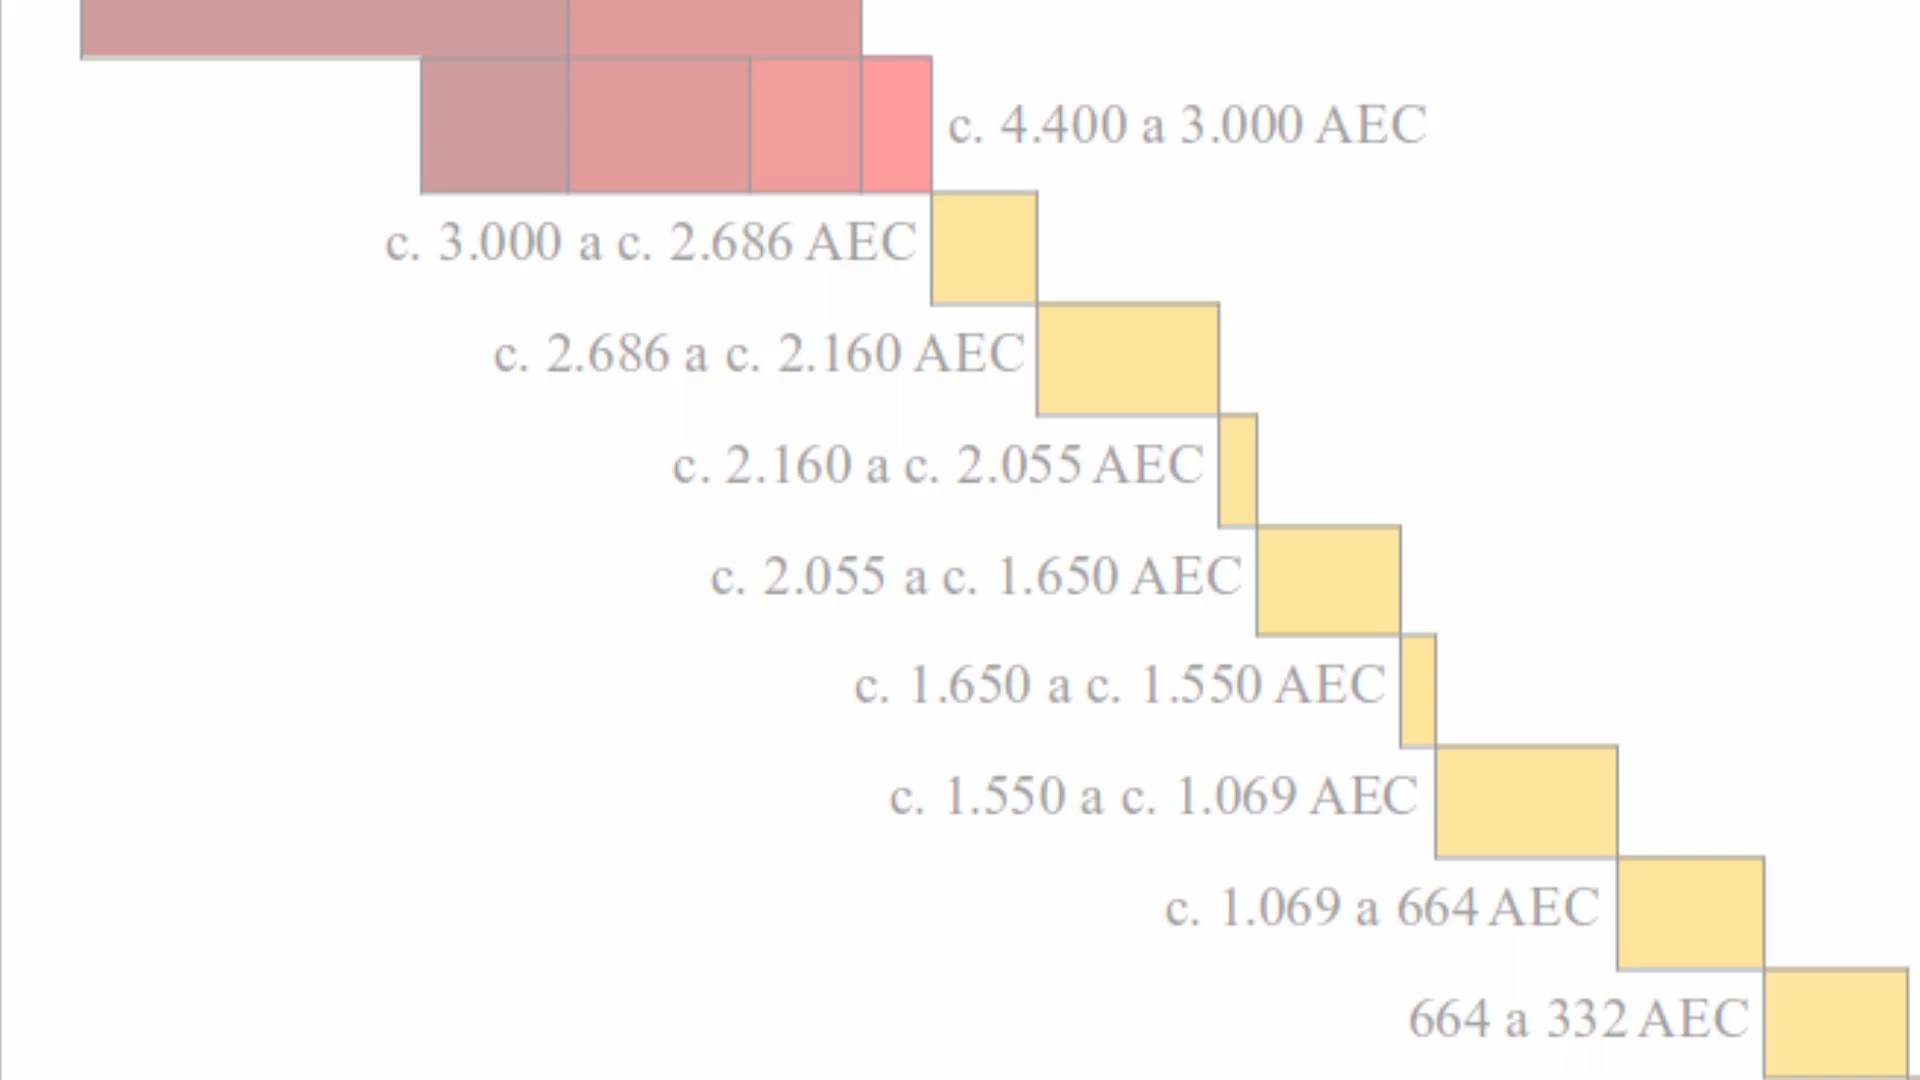 c. 4.400 a 3.000 AEC
c. 3.000 a c. 2.686 AEC
c. 2.686 a c. 2.160 AEC
c. 2.160 a c. 2.055 AEC
c. 2.055 a c. 1.650 AEC
c. 1.650 a c. 1.550 AEC
c. 1.550 a c. 1.069 AEC
c. 1.069 a 664 AEC
664 a 332 AEC